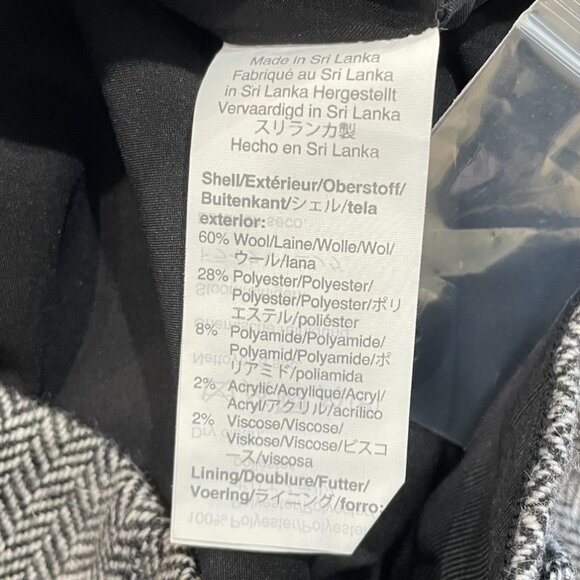 Made in Sri Lanka
Fabriqué au Sri Lanka
in Sri Lanka Hergestellt
Vervaardigd in Sri Lanka
スリランカ製
Hecho en Sri Lanka
Shell/Extérieur/Oberstoff/
Buitenkant/シェル/tela
exterior:
60% Wool/Laine/Wolle/Wol/
ウール/lana
28% Polyester/Polyester/
Polyester/Polyester/ポリ
エステル/poliéster
8% Polyamide/Polyamide/
Polyamid/Polyamide/ポ
リアミド/poliamida
2% Acrylic/Acrylique/Acryl/
Acryl/アクリル/acrílico
2% Viscose/Viscose/
Viskose/Viscose/ビスコ
ース/viscosa
Lining/Doublure/Futter/
Voering/ライニング/forro:
100% Polyester/Polyester/